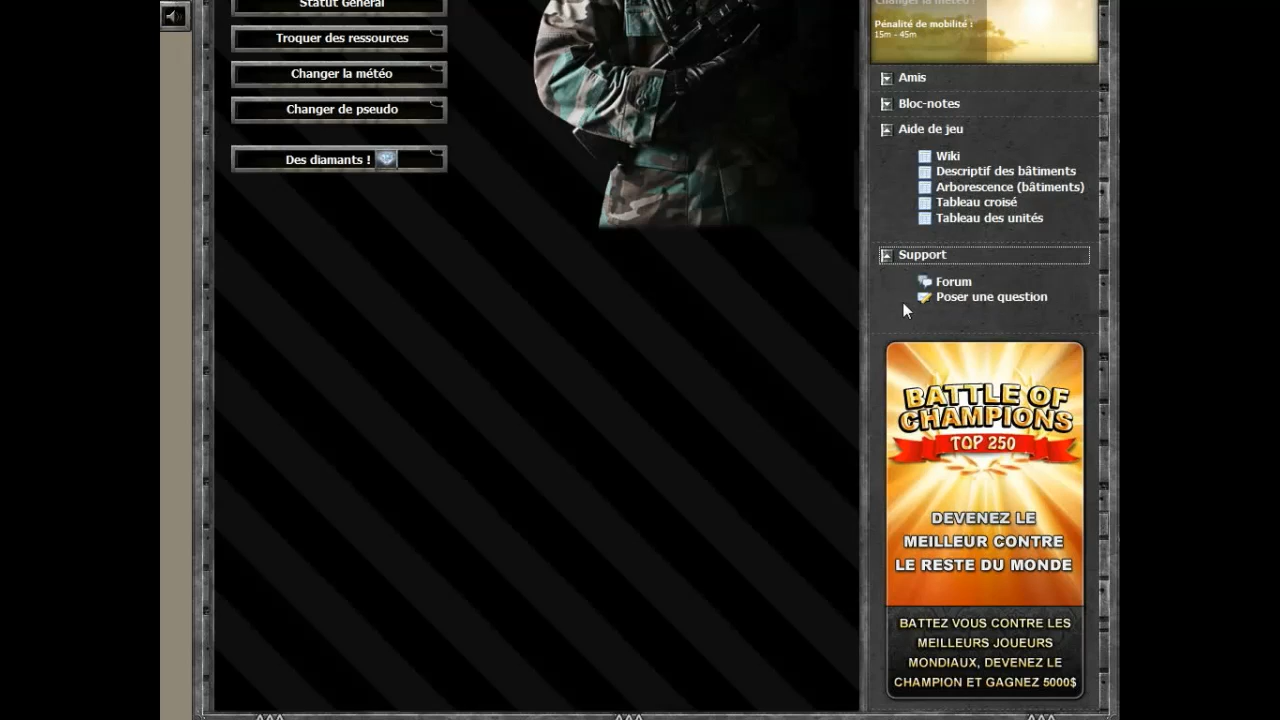 Statut Général
Troquer des ressources
Changer la météo
Changer de pseudo
Des diamants !
Changer la météo !
Pénalité de mobilité :
15m - 45m
Amis
Bloc-notes
Aide de jeu
Wiki
Descriptif des bâtiments
Arborescence (bâtiments)
Tableau croisé
Tableau des unités
Support
Forum
Poser une question
BATTLE OF
CHAMPIONS
TOP 250
DEVENEZ LE
MEILLEUR CONTRE
LE RESTE DU MONDE
BATTEZ VOUS CONTRE LES
MEILLEURS JOUEURS
MONDIAUX, DEVENEZ LE
CHAMPION ET GAGNEZ 5000$